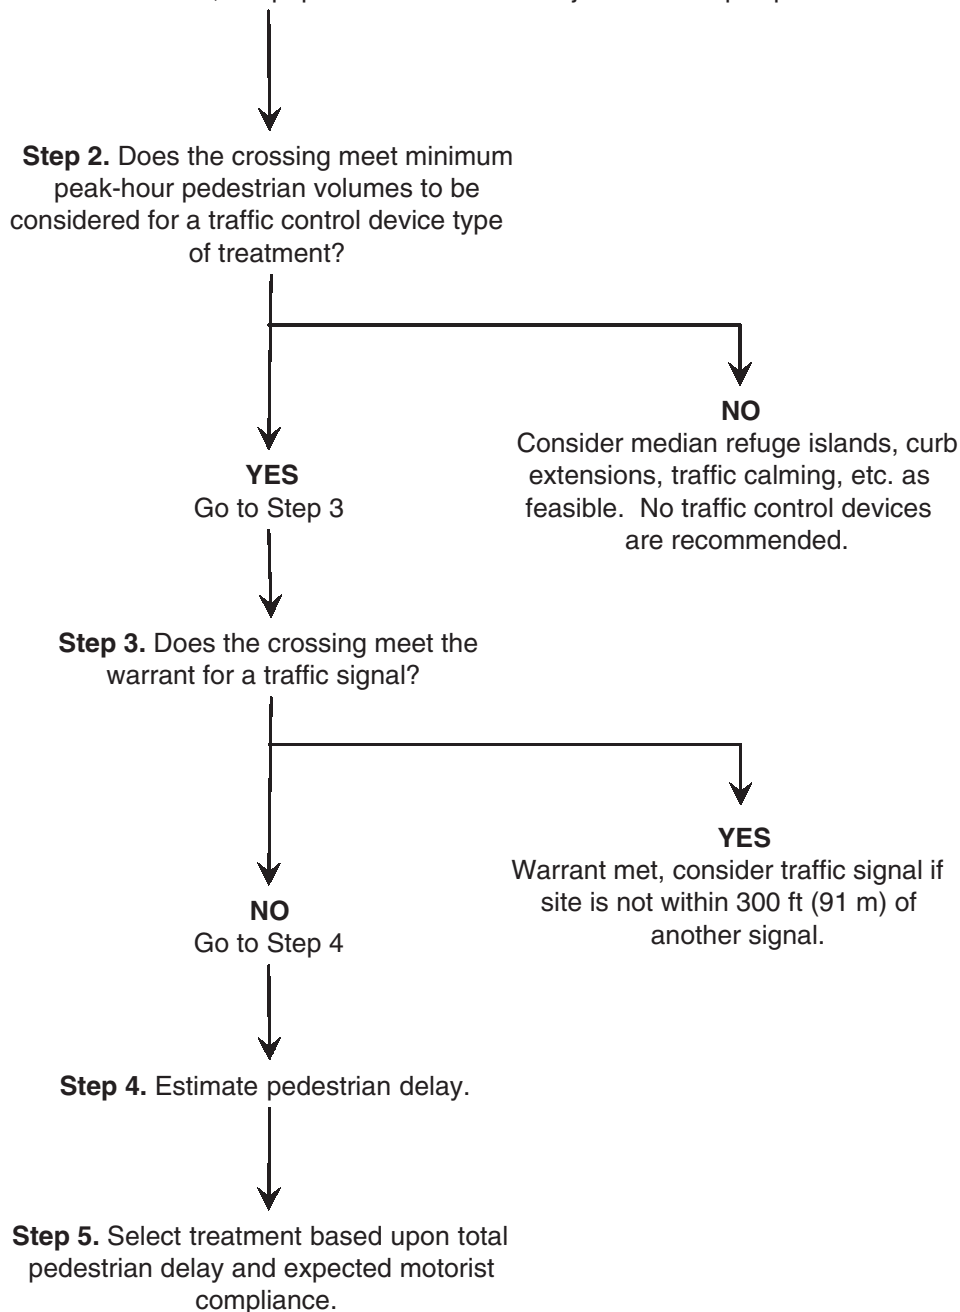 Step 2. Does the crossing meet minimum
peak-hour pedestrian volumes to be
considered for a traffic control device type
of treatment?
NO
Consider median refuge islands, curb
extensions, traffic calming, etc. as
feasible. No traffic control devices
are recommended.
YES
Go to Step 3
Step 3. Does the crossing meet the
warrant for a traffic signal?
YES
Warrant met, consider traffic signal if
site is not within 300 ft (91 m) of
another signal.
NO
Go to Step 4
Step 4. Estimate pedestrian delay.
Step 5. Select treatment based upon total
pedestrian delay and expected motorist
compliance.